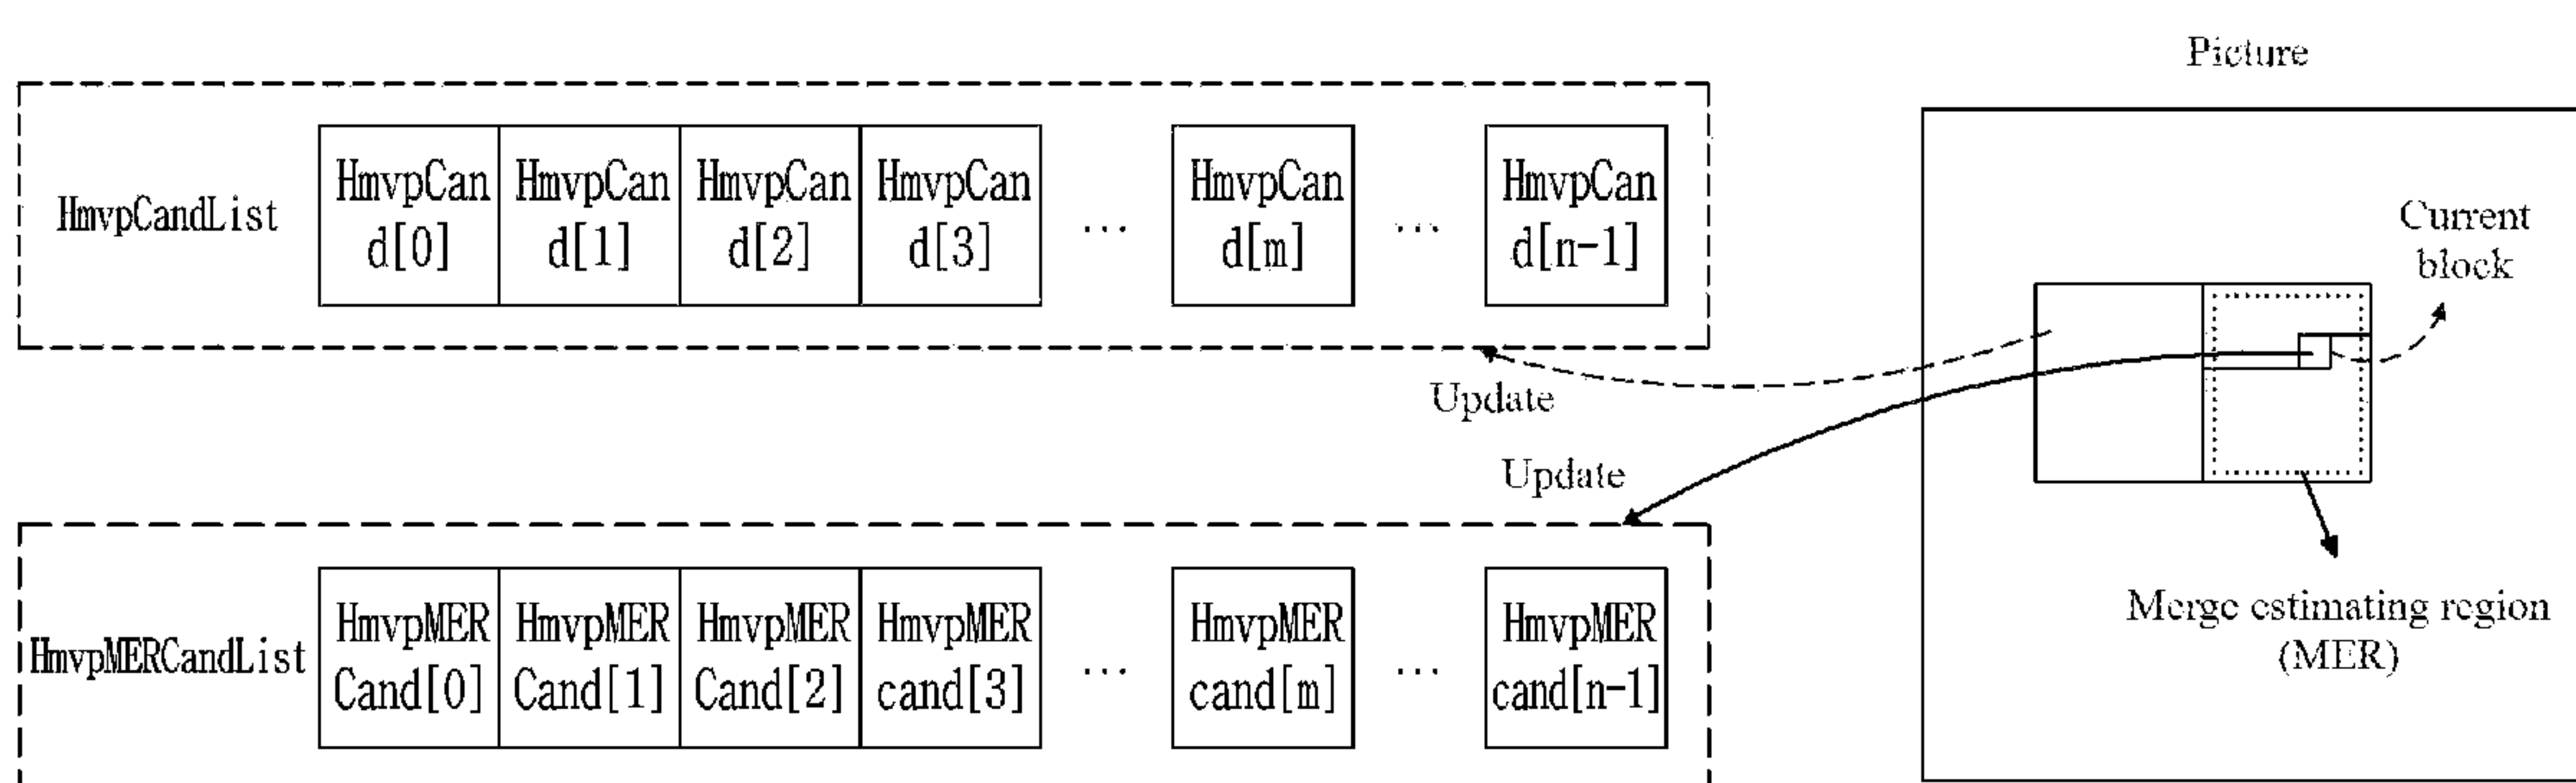 Picture
HmvpCandList
HmvpCan
d[0]
HmvpCan
d[1]
HmvpCan
d[2]
HmvpCan
d[3]
...
HmvpCan
d[m]
...
HmvpCan
d[n-1]
Current
block
Update
Update
HmvpMERCandList
HmvpMER
Cand[0]
HmvpMER
Cand[1]
HmvpMER
Cand[2]
HmvpMER
cand[3]
...
HmvpMER
cand[m]
...
HmvpMER
cand[n-1]
Merge estimating region
(MER)